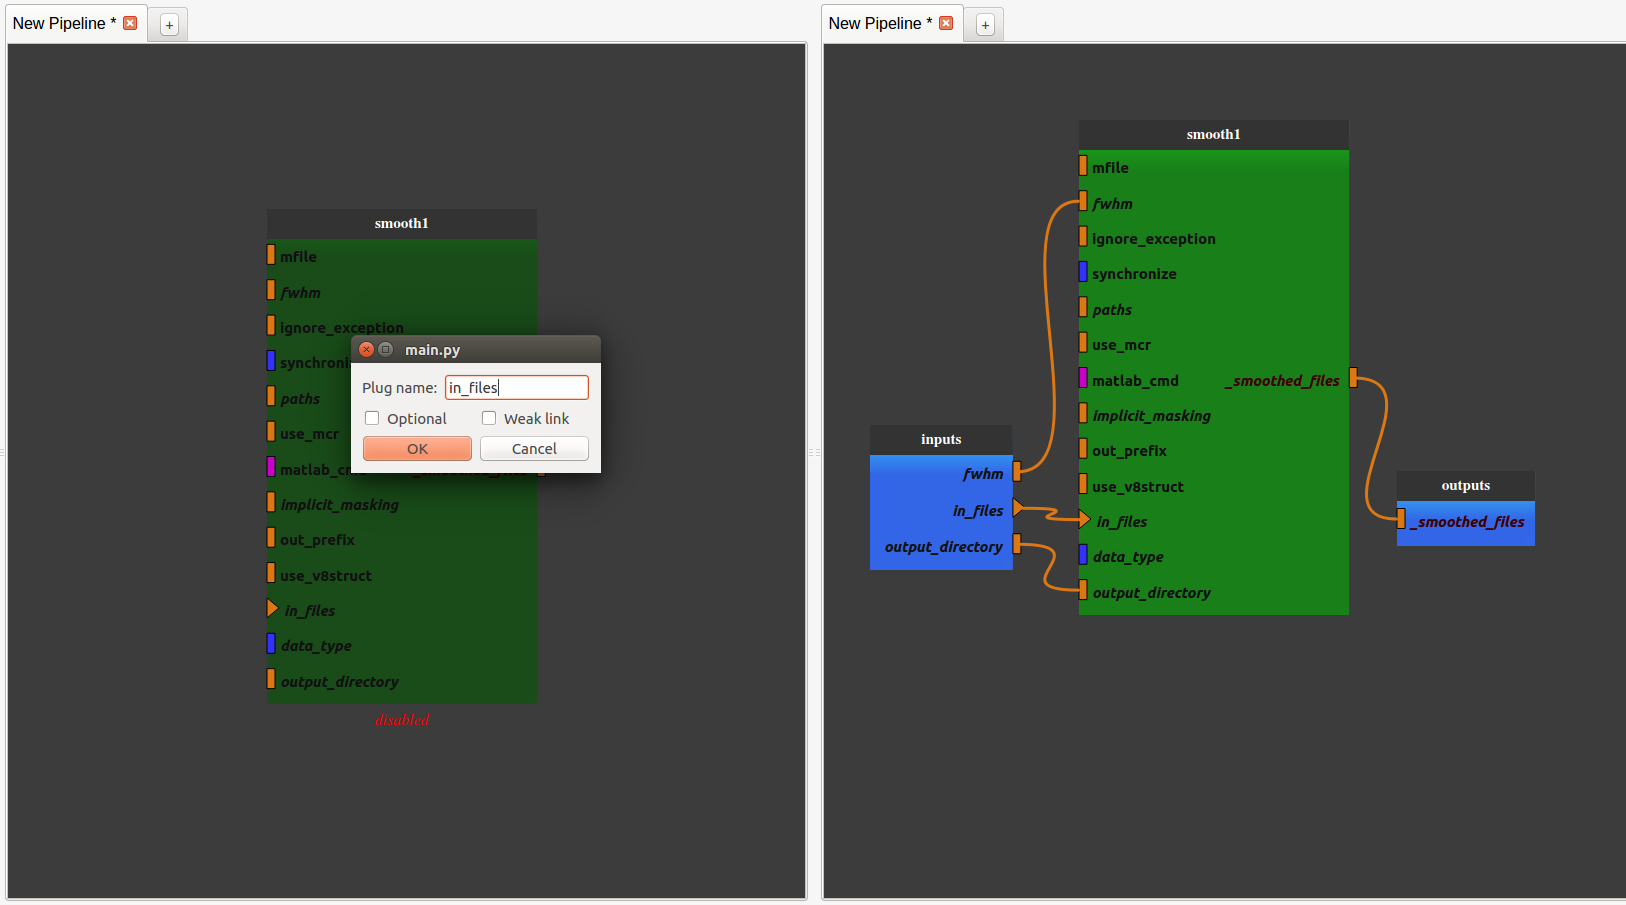 New Pipeline *
+
smooth1
mfile
fwhm
ignore_exception
synchroni
paths
use_mcr
matlab_c
implicit_masking
out_prefix
use_v8struct
in_files
data_type
output_directory
disabled
main.py
Plug name: in_files
Optional Weak link
OK Cancel
New Pipeline *
+
smooth1
mfile
fwhm
ignore_exception
synchronize
paths
use_mcr
matlab_cmd _smoothed_files
implicit_masking
out_prefix
use_v8struct
in_files
data_type
output_directory
inputs
fwhm
in_files
output_directory
outputs
_smoothed_files